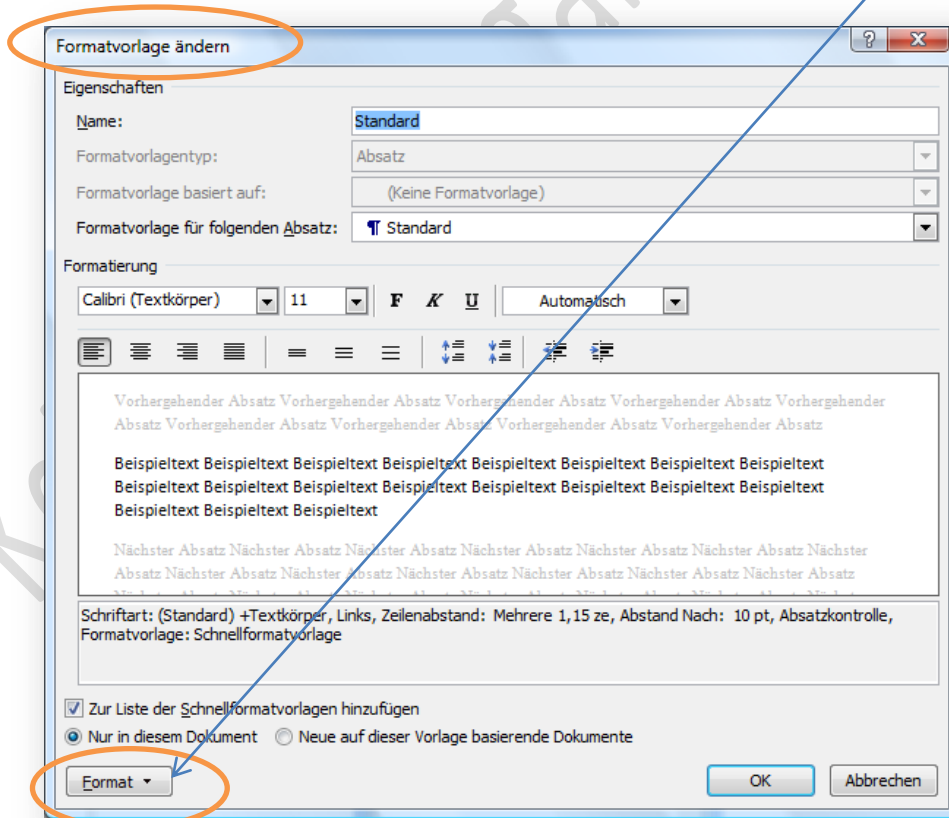 Formatvorlage ändern
Eigenschaften
Name: Standard
Formatvorlagentyp: Absatz
Formatvorlage basiert auf: (Keine Formatvorlage)
Formatvorlage für folgenden Absatz: ¶ Standard
Formatierung
Calibri (Textkörper) 11 F K U Automatisch
Vorhergehender Absatz Vorhergehender Absatz Vorhergehender Absatz Vorhergehender Absatz Vorhergehender
Absatz Vorhergehender Absatz Vorhergehender Absatz Vorhergehender Absatz Vorhergehender Absatz
Beispieltext Beispieltext Beispieltext Beispieltext Beispieltext Beispieltext Beispieltext Beispieltext
Beispieltext Beispieltext Beispieltext Beispieltext Beispieltext Beispieltext Beispieltext Beispieltext
Beispieltext Beispieltext Beispieltext
Nächster Absatz Nächster Absatz Nächster Absatz Nächster Absatz Nächster Absatz Nächster Absatz Nächster
Absatz Nächster Absatz Nächster Absatz Nächster Absatz Nächster Absatz Nächster Absatz Nächster Absatz
Schriftart: (Standard) +Textkörper, Links, Zeilenabstand: Mehrere 1,15 ze, Abstand Nach: 10 pt, Absatzkontrolle,
Formatvorlage: Schnellformatvorlage
Zur Liste der Schnellformatvorlagen hinzufügen
Nur in diesem Dokument Neue auf dieser Vorlage basierende Dokumente
Format OK Abbrechen